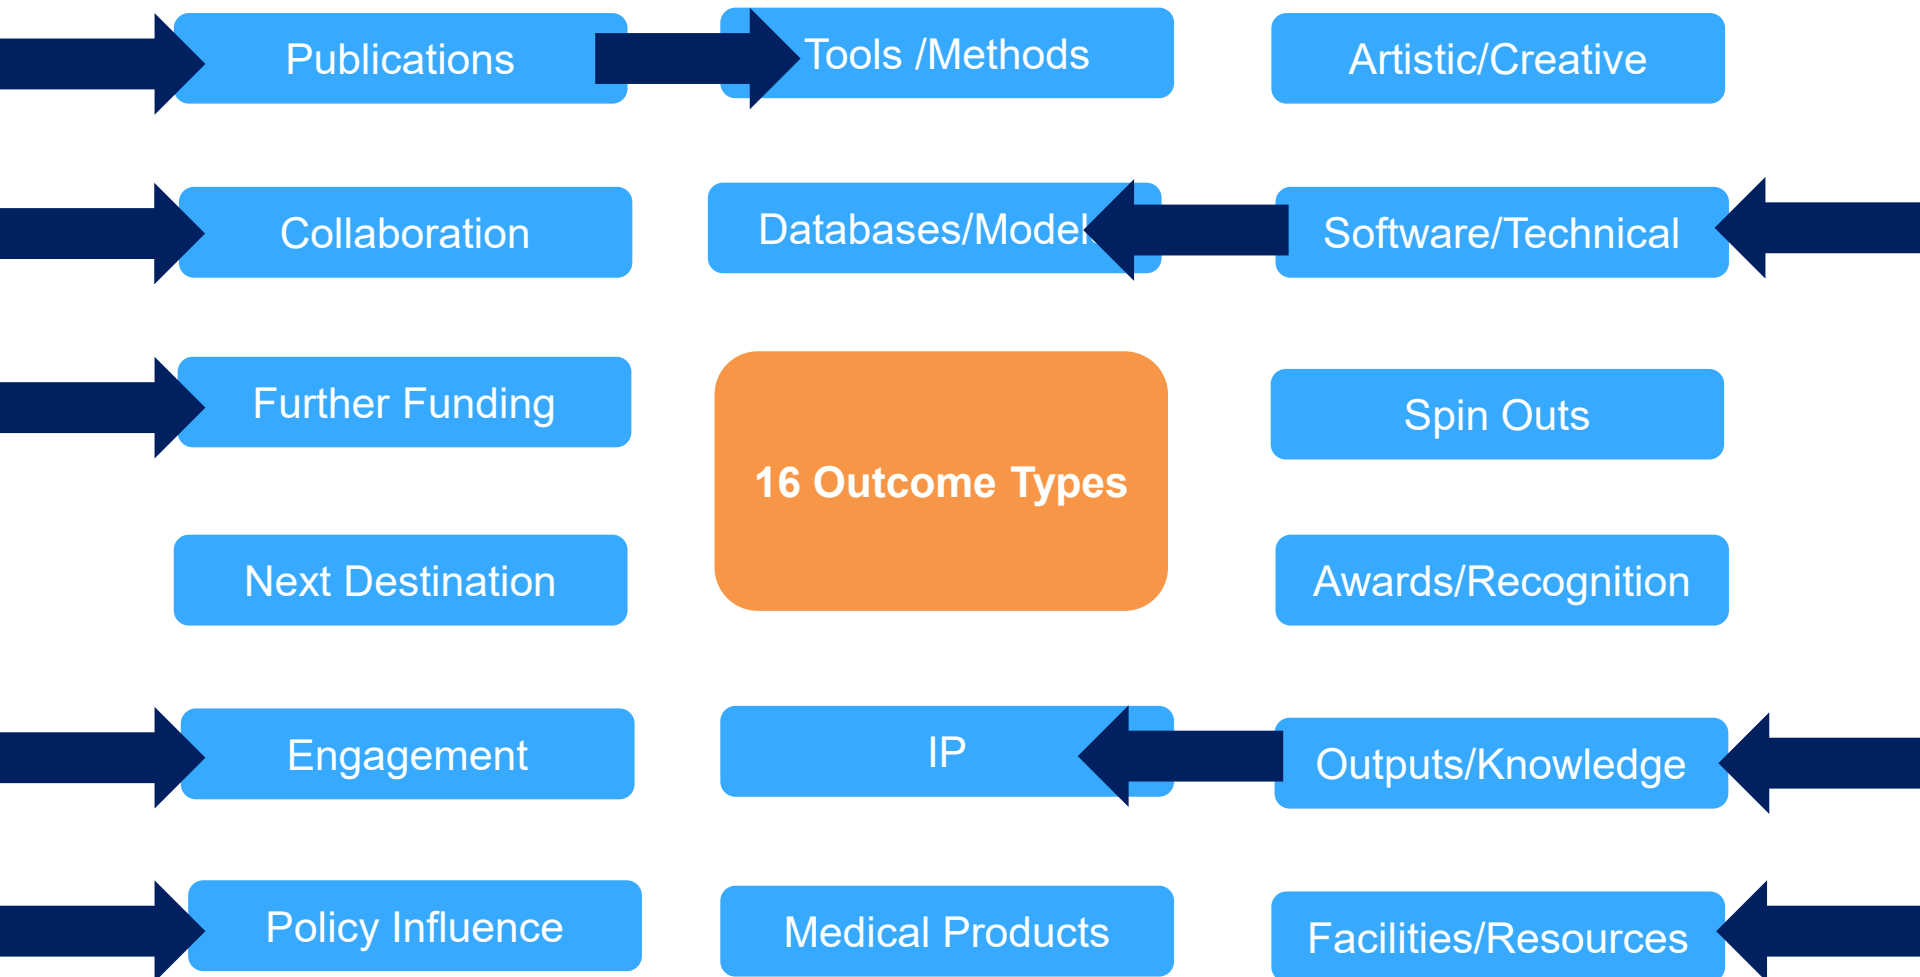 Publications
Tools /Methods
Artistic/Creative
Collaboration
Databases/Model
Software/Technical
Further Funding
16 Outcome Types
Spin Outs
Next Destination
Awards/Recognition
Engagement
IP
Outputs/Knowledge
Policy Influence
Medical Products
Facilities/Resources